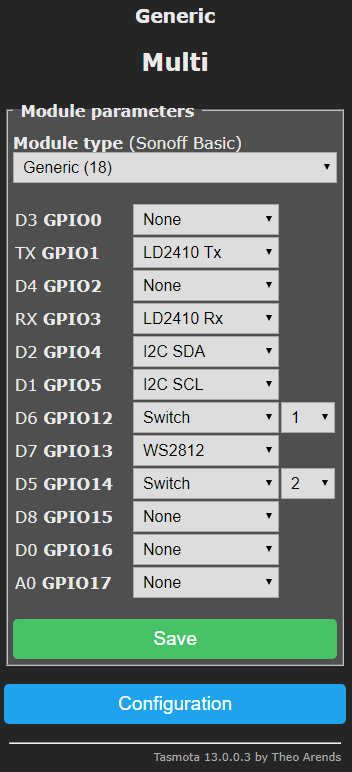 Generic
Multi
Module parameters
Module type (Sonoff Basic)
Generic (18)
D3 GPIO0 None
TX GPIO1 LD2410 Tx
D4 GPIO2 None
RX GPIO3 LD2410 Rx
D2 GPIO4 I2C SDA
D1 GPIO5 I2C SCL
D6 GPIO12 Switch 1
D7 GPIO13 WS2812
D5 GPIO14 Switch 2
D8 GPIO15 None
D0 GPIO16 None
A0 GPIO17 None
Save
Configuration
Tasmota 13.0.0.3 by Theo Arends